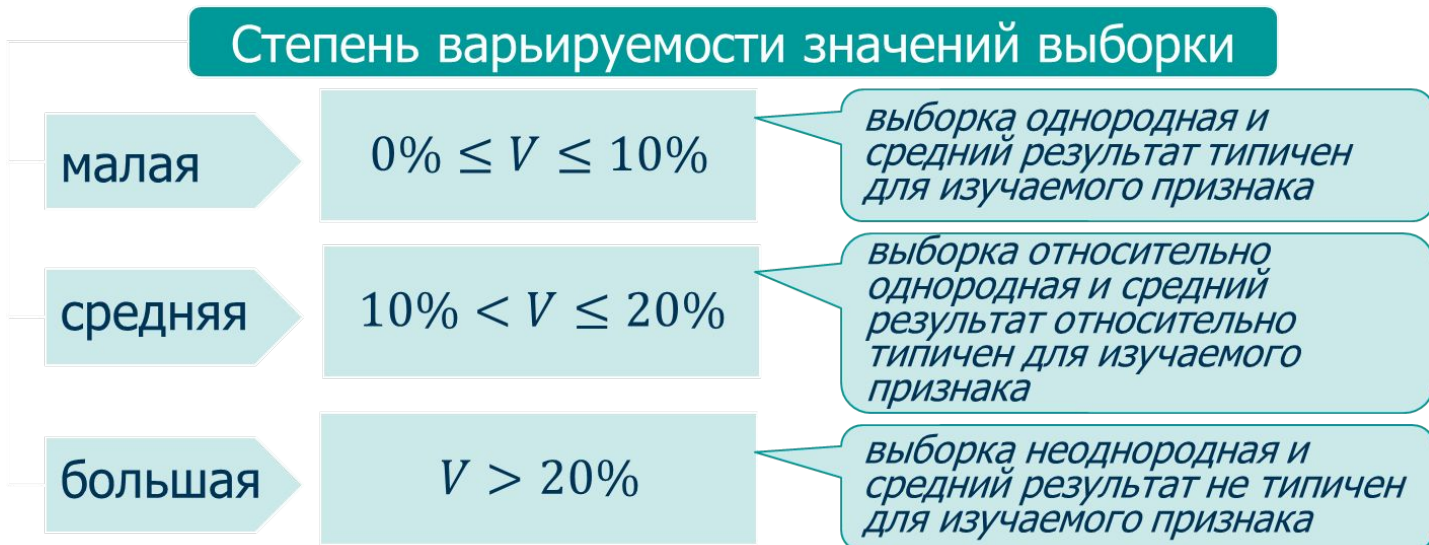 Степень варьируемости значений выборки
малая
0% ≤ V ≤ 10%
выборка однородная и
средний результат типичен
для изучаемого признака
средняя
10% < V ≤ 20%
выборка относительно
однородная и средний
результат относительно
типичен для изучаемого
признака
большая
V > 20%
выборка неоднородная и
средний результат не типичен
для изучаемого признака